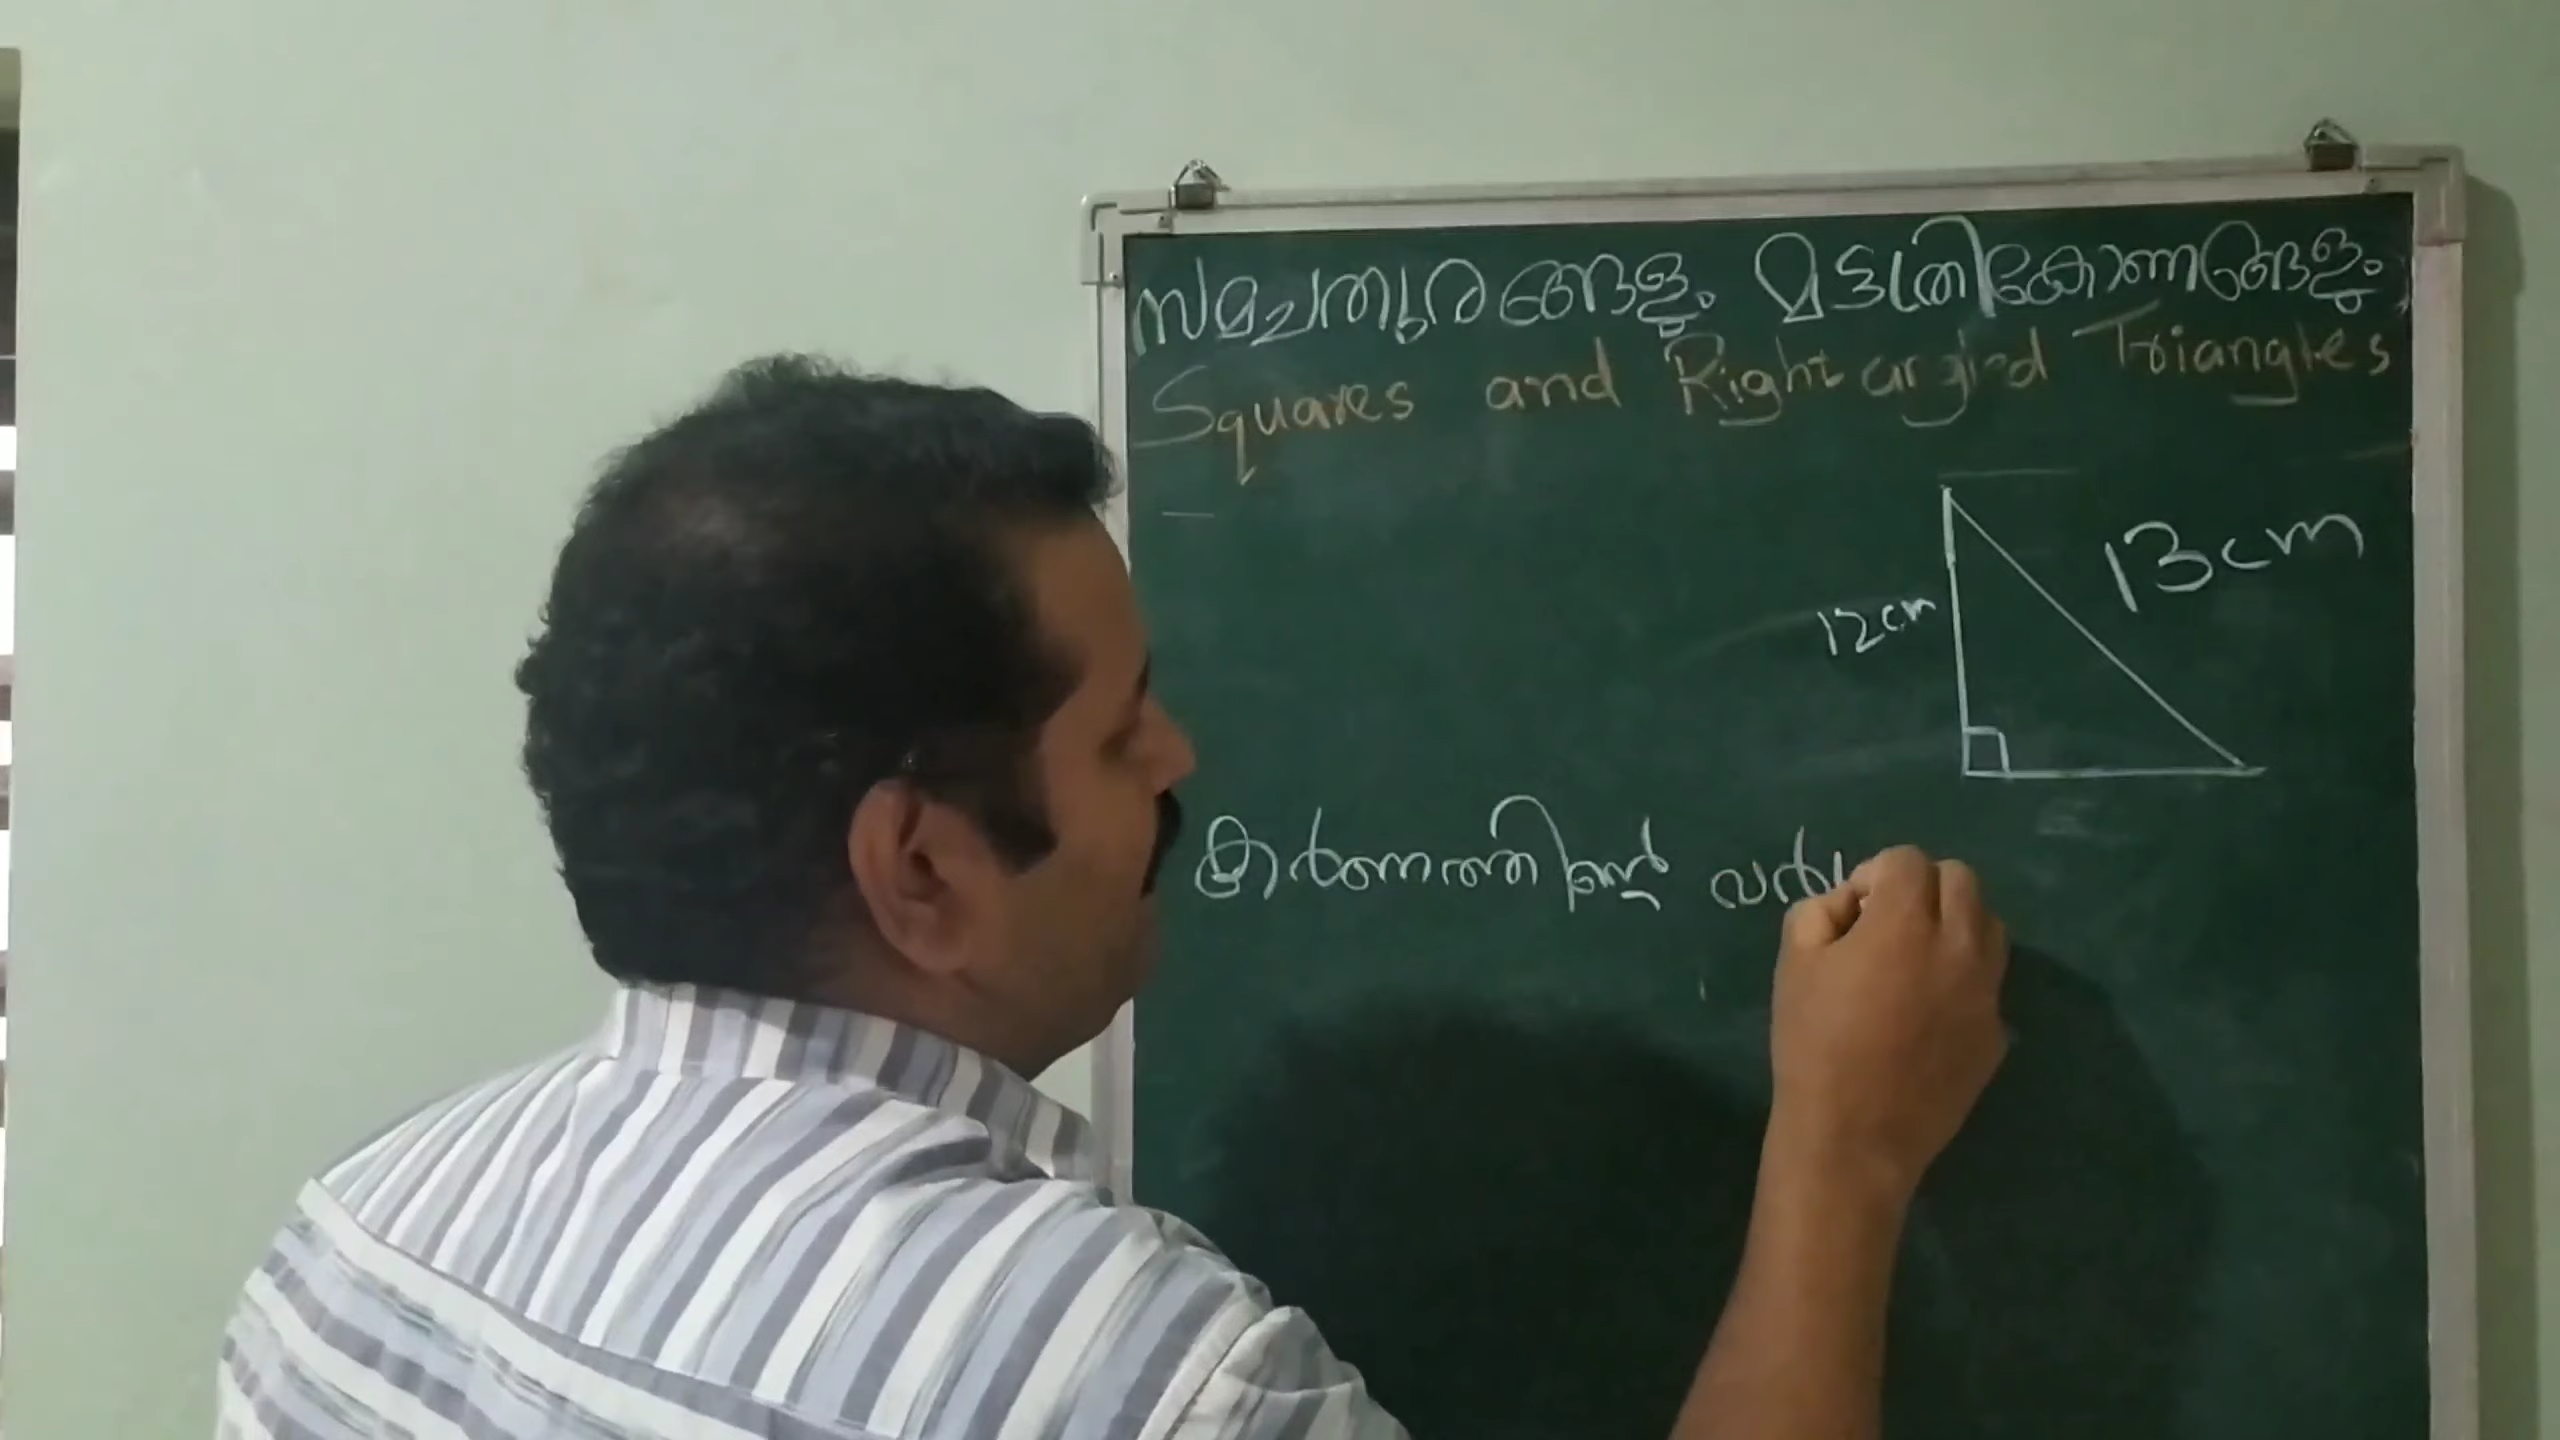 സമചതുരങ്ങളും മട്ടത്രികോണങ്ങളും
Squares and Right angled Triangles
13cm
12cm
കർണത്തിന്റെ